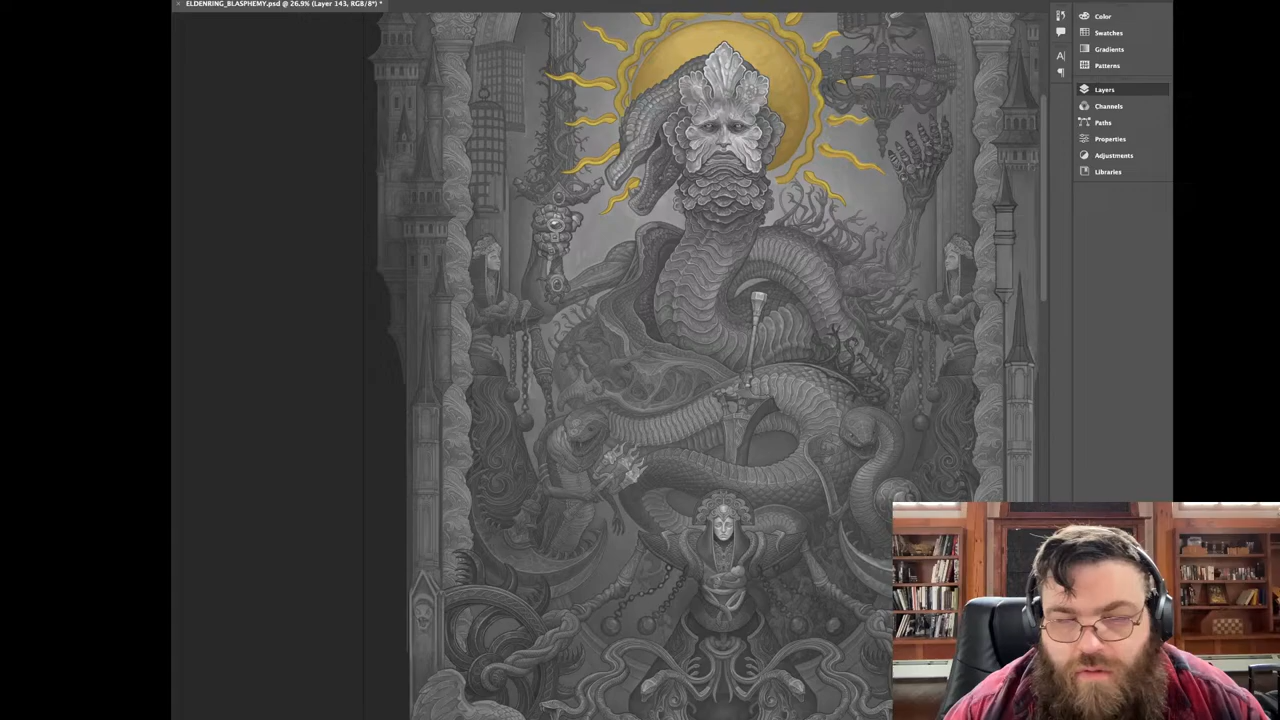 × ELDENRING_BLASPHEMY.psd @ 26.9% (Layer 143, RGB/8*) *
Color
Swatches
Gradients
Patterns
Layers
Channels
Paths
Properties
Adjustments
Libraries